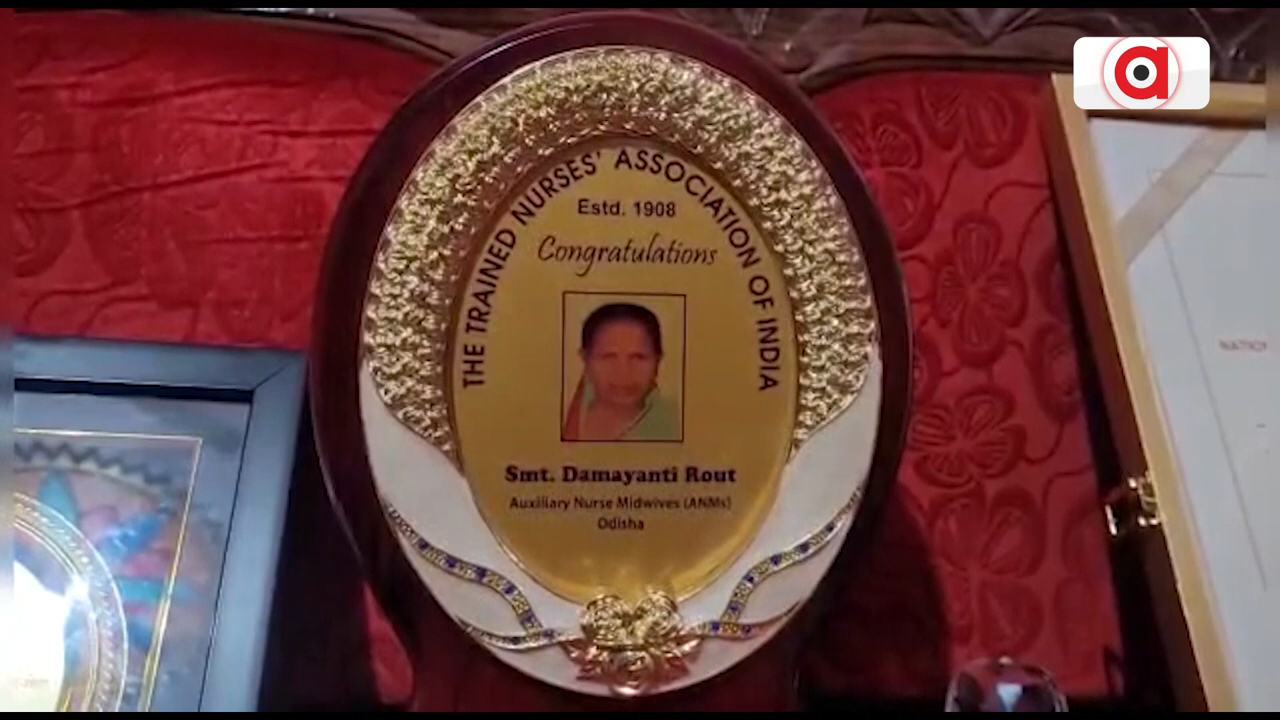 THE TRAINED NURSES' ASSOCIATION OF INDIA
Estd. 1908
Congratulations
Smt. Damayanti Rout
Auxiliary Nurse Midwives (ANMs)
Odisha
a